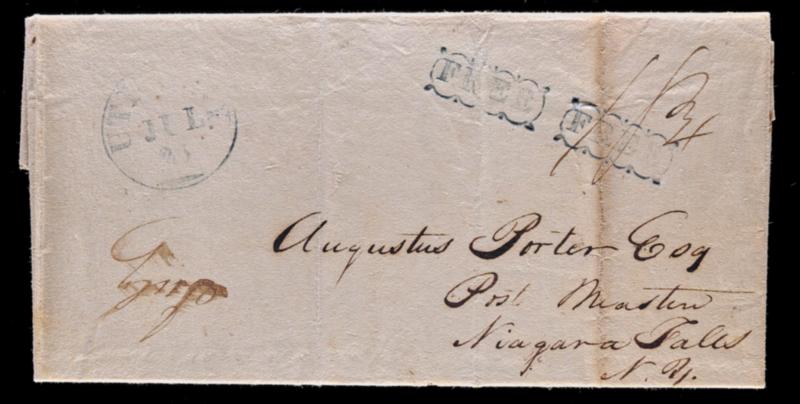 FREE FREE
JUL
Augustus Porter Esq
Post Master
Niagara Falls
N. Y.